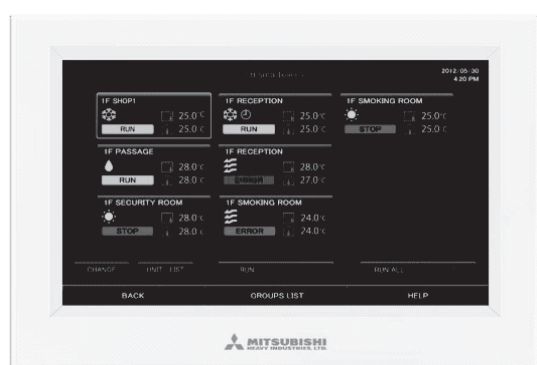 2012-05-30
4:20 PM
1F SHOP1
25.0℃
RUN
25.0℃
1F RECEPTION
25.0℃
RUN
25.0℃
1F SMOKING ROOM
25.0℃
STOP
25.0℃
1F PASSAGE
28.0℃
RUN
28.0℃
1F RECEPTION
28.0℃
ERROR
27.0℃
1F SECURITY ROOM
28.0℃
STOP
28.0℃
1F SMOKING ROOM
24.0℃
ERROR
24.0℃
CHANGE UNIT LIST RUN RUN ALL
BACK GROUPS LIST HELP
MITSUBISHI
HEAVY INDUSTRIES, LTD.